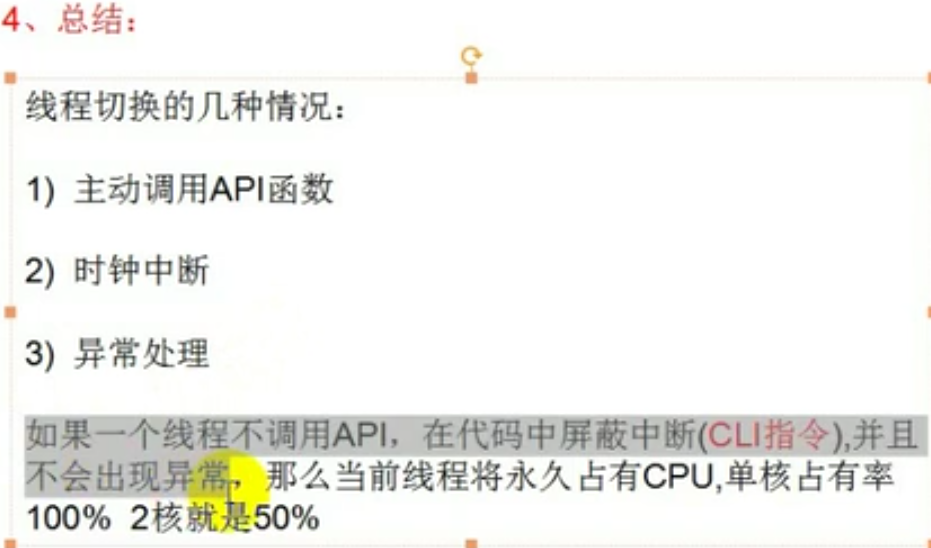 4、总结：
线程切换的几种情况：
1) 主动调用API函数
2) 时钟中断
3) 异常处理
如果一个线程不调用API，在代码中屏蔽中断(CLI指令),并且
不会出现异常，那么当前线程将永久占有CPU,单核占有率
100% 2核就是50%